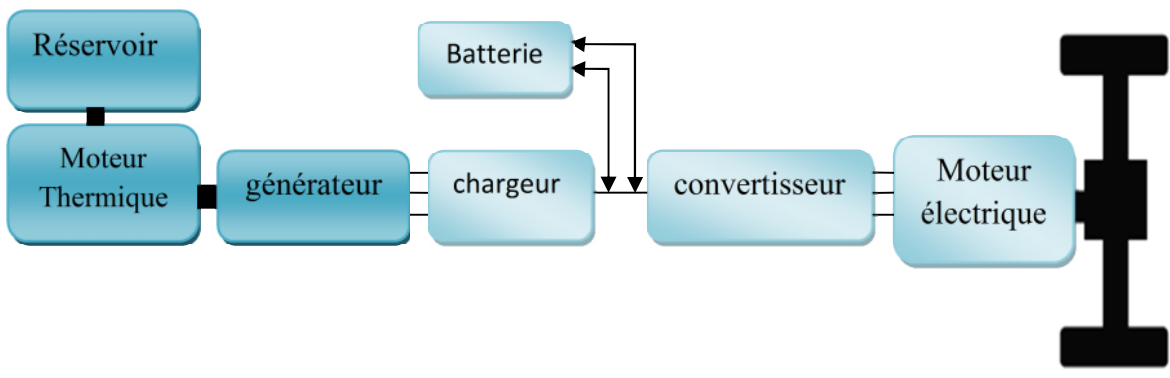 Réservoir
Batterie
Moteur
Thermique
générateur
chargeur
convertisseur
Moteur
électrique